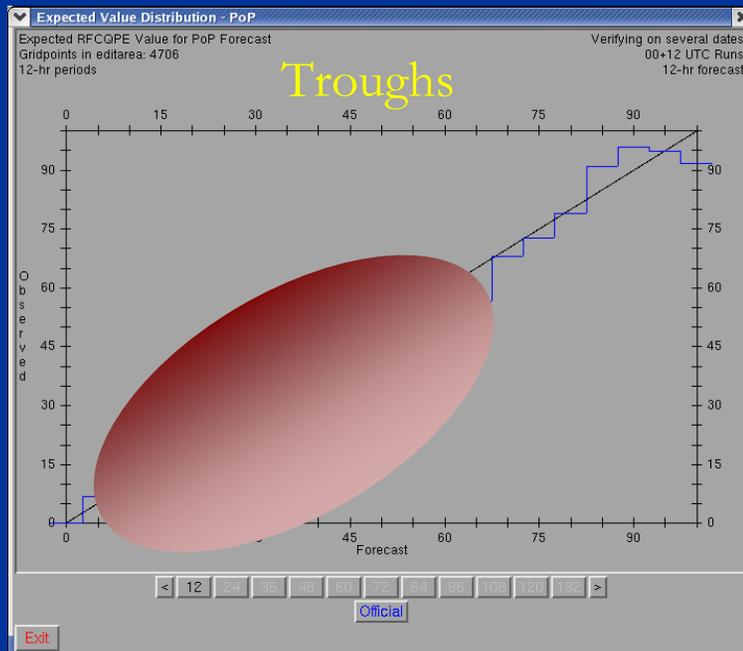 Expected Value Distribution - PoP
Expected RFCQPE Value for PoP Forecast
Gridpoints in editarea: 4706
12-hr periods
Verifying on several dates
00+12 UTC Runs
12-hr forecast
Troughs
0 15 30 45 60 75 90
90 90
75 75
Observed
60 60
45 45
30 30
15 15
0 0
0 45 60 75 90
Forecast
< 12 24 36 48 60 72 84 96 108 120 132 >
Official
Exit